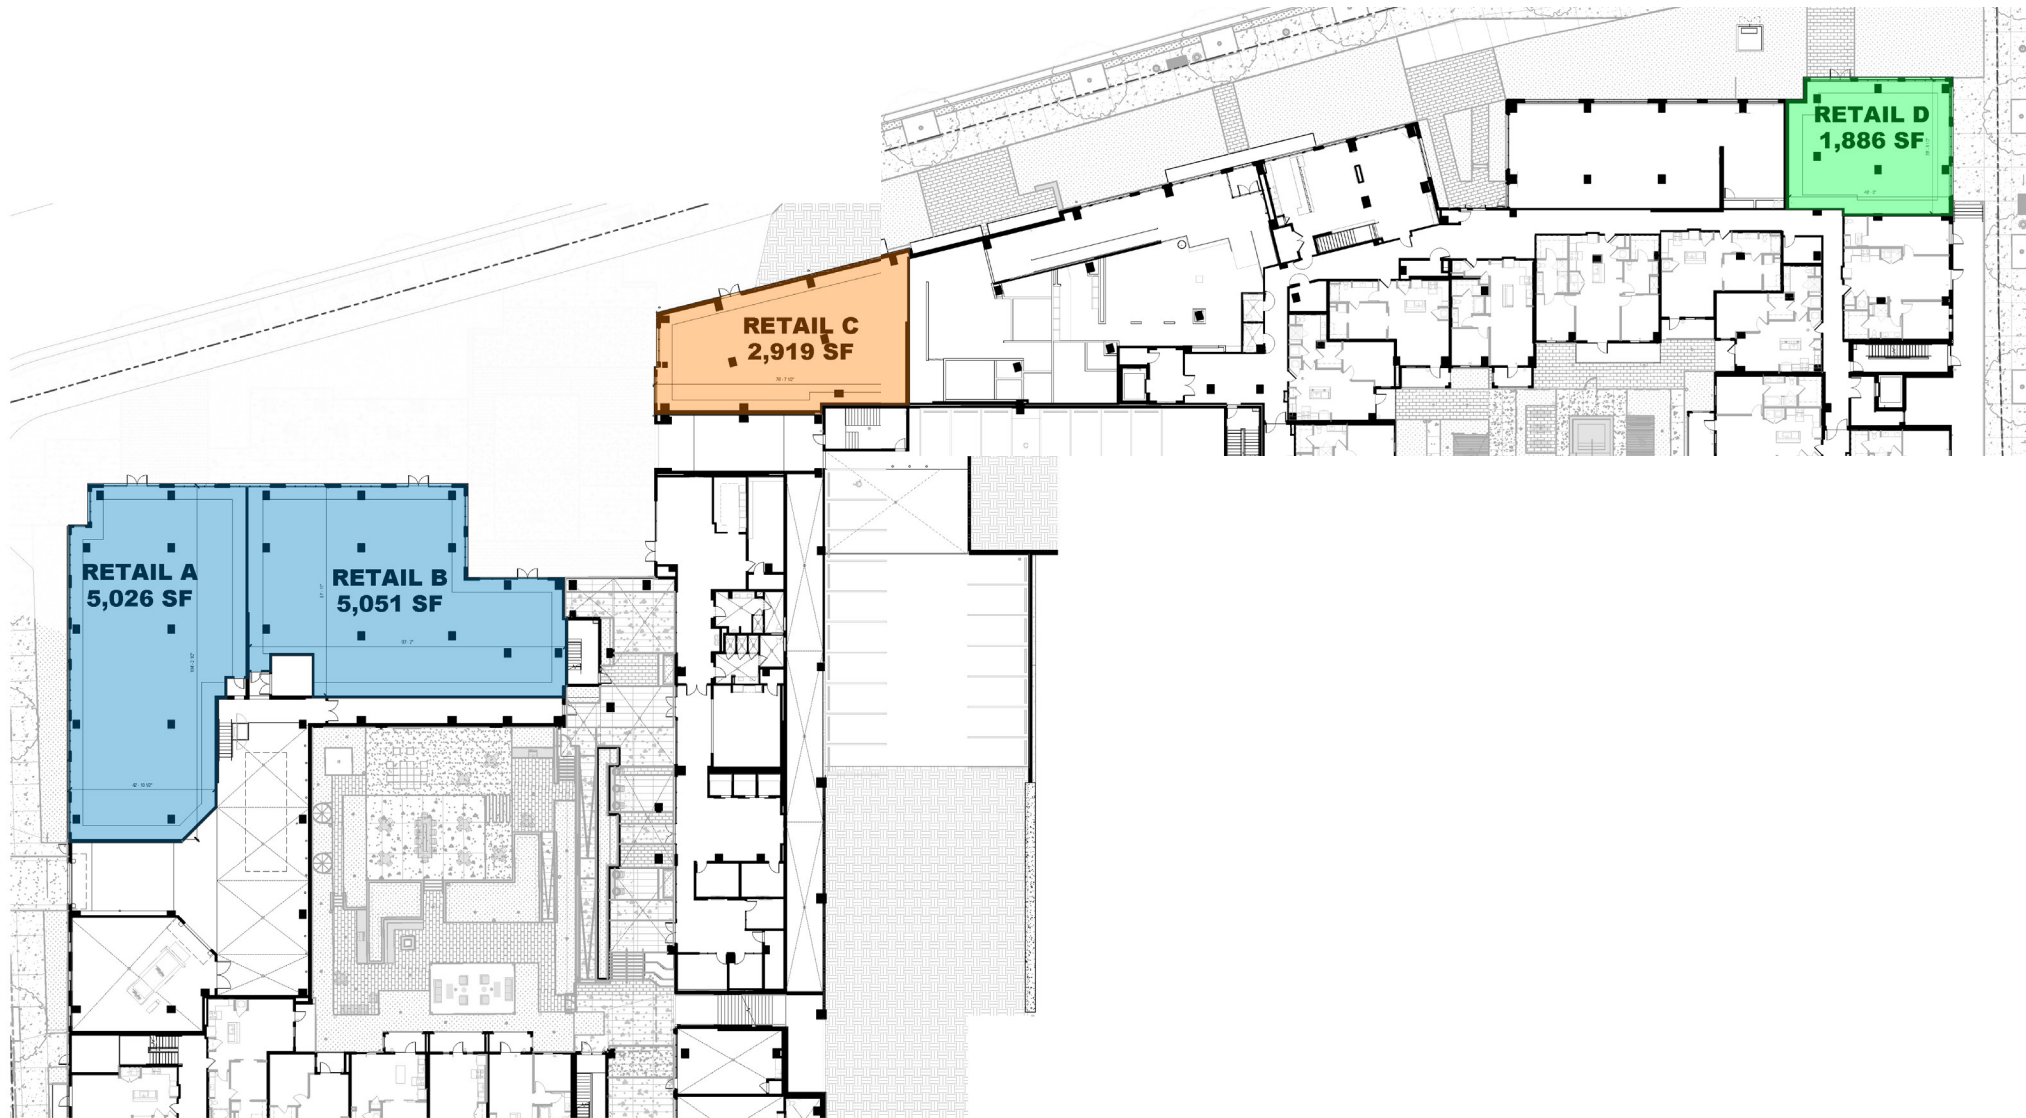 RETAIL D
1,886 SF
RETAIL C
2,919 SF
RETAIL A
5,026 SF
RETAIL B
5,051 SF